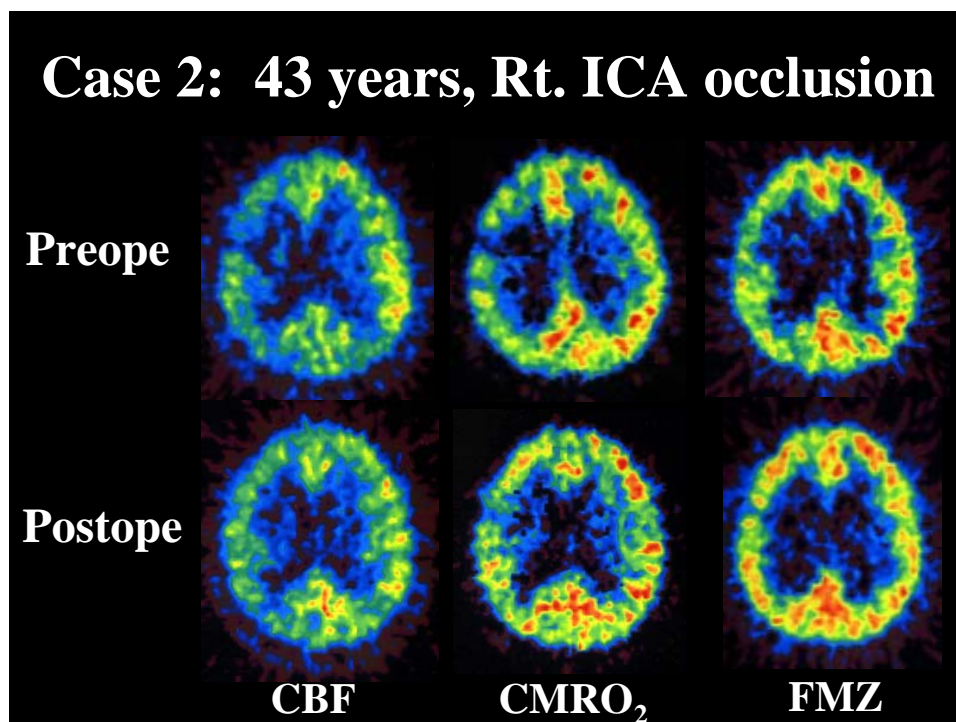 Case 2: 43 years, Rt. ICA occlusion
Preope
Postope
CBF
CMRO₂
FMZ